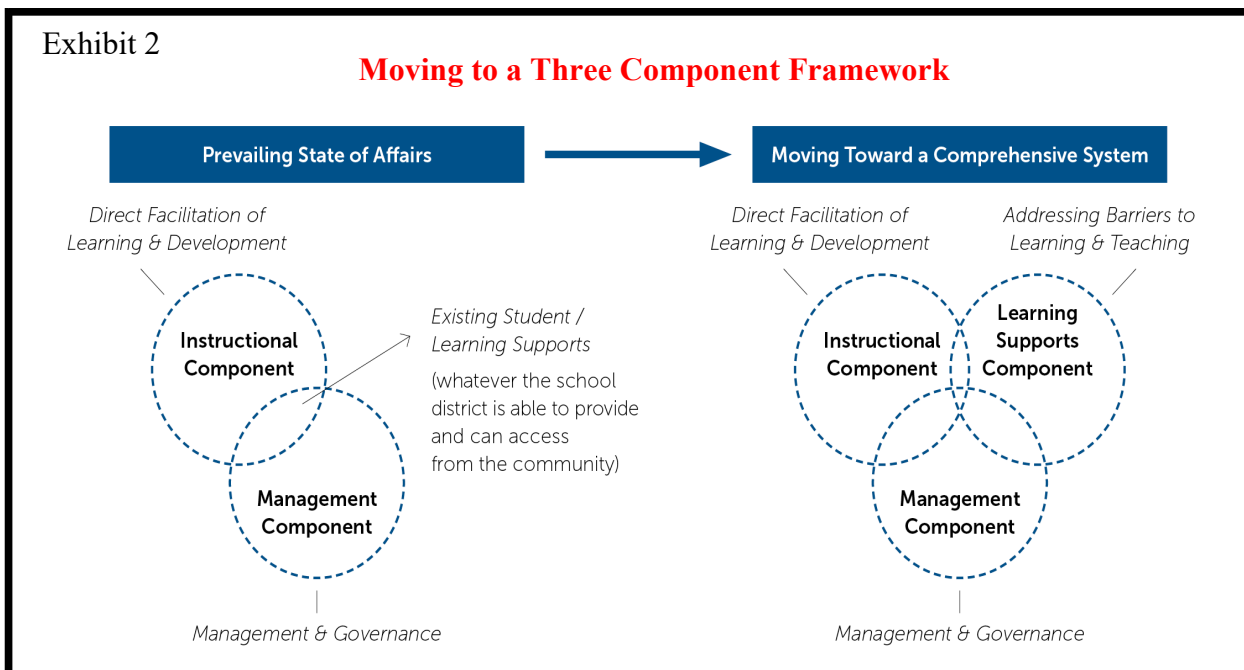 Exhibit 2
Moving to a Three Component Framework
Prevailing State of Affairs
Moving Toward a Comprehensive System
Direct Facilitation of
Learning & Development
Instructional
Component
Existing Student /
Learning Supports
(whatever the school
district is able to provide
and can access
from the community)
Management
Component
Management & Governance
Direct Facilitation of
Learning & Development
Addressing Barriers to
Learning & Teaching
Instructional
Component
Learning
Supports
Component
Management
Component
Management & Governance